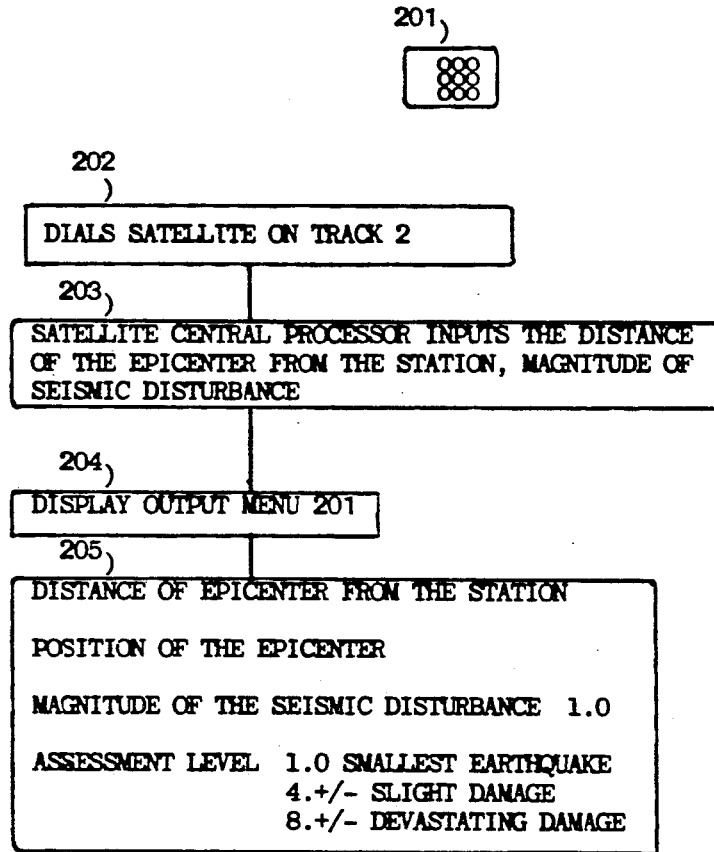 201
202
DIALS SATELLITE ON TRACK 2
203
SATELLITE CENTRAL PROCESSOR INPUTS THE DISTANCE
OF THE EPICENTER FROM THE STATION, MAGNITUDE OF
SEISMIC DISTURBANCE
204
DISPLAY OUTPUT MENU 201
205
DISTANCE OF EPICENTER FROM THE STATION
POSITION OF THE EPICENTER
MAGNITUDE OF THE SEISMIC DISTURBANCE 1.0
ASSESSMENT LEVEL 1.0 SMALLEST EARTHQUAKE
4.+/- SLIGHT DAMAGE
8.+/- DEVASTATING DAMAGE